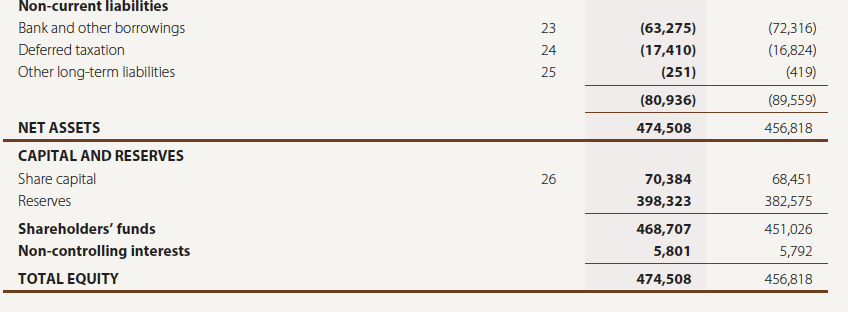 Non-current liabilities
Bank and other borrowings 23 (63,275) (72,316)
Deferred taxation 24 (17,410) (16,824)
Other long-term liabilities 25 (251) (419)
(80,936) (89,559)
NET ASSETS 474,508 456,818
CAPITAL AND RESERVES
Share capital 26 70,384 68,451
Reserves 398,323 382,575
Shareholders’ funds 468,707 451,026
Non-controlling interests 5,801 5,792
TOTAL EQUITY 474,508 456,818